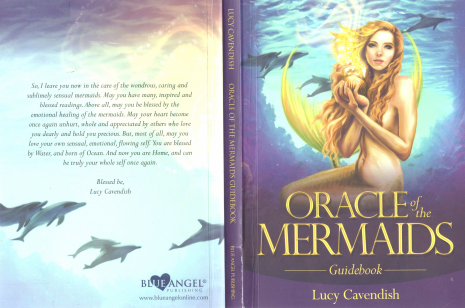 So, I leave you now in the care of the wondrous, caring and
sublimely sensual mermaids. May you have many, inspired and
blessed readings. Above all, may you be blessed by the
emotional healing of the mermaids. May your hearts become
once again unhurt, whole and appreciated by others who love
you dearly and hold you precious. But, most of all, may you
love your own sensual, emotional, flowing self. You are blessed
by Water, and born of Ocean. And now you are Home, and can
be truly your whole self once again.
Blessed be,
Lucy Cavendish
BLUE ANGEL®
PUBLISHING
www.blueangelonline.com
LUCY CAVENDISH
ORACLE OF THE MERMAIDS GUIDEBOOK
BLUE ANGEL PUBLISHING
ORACLE of the
MERMAIDS
Guidebook
Lucy Cavendish